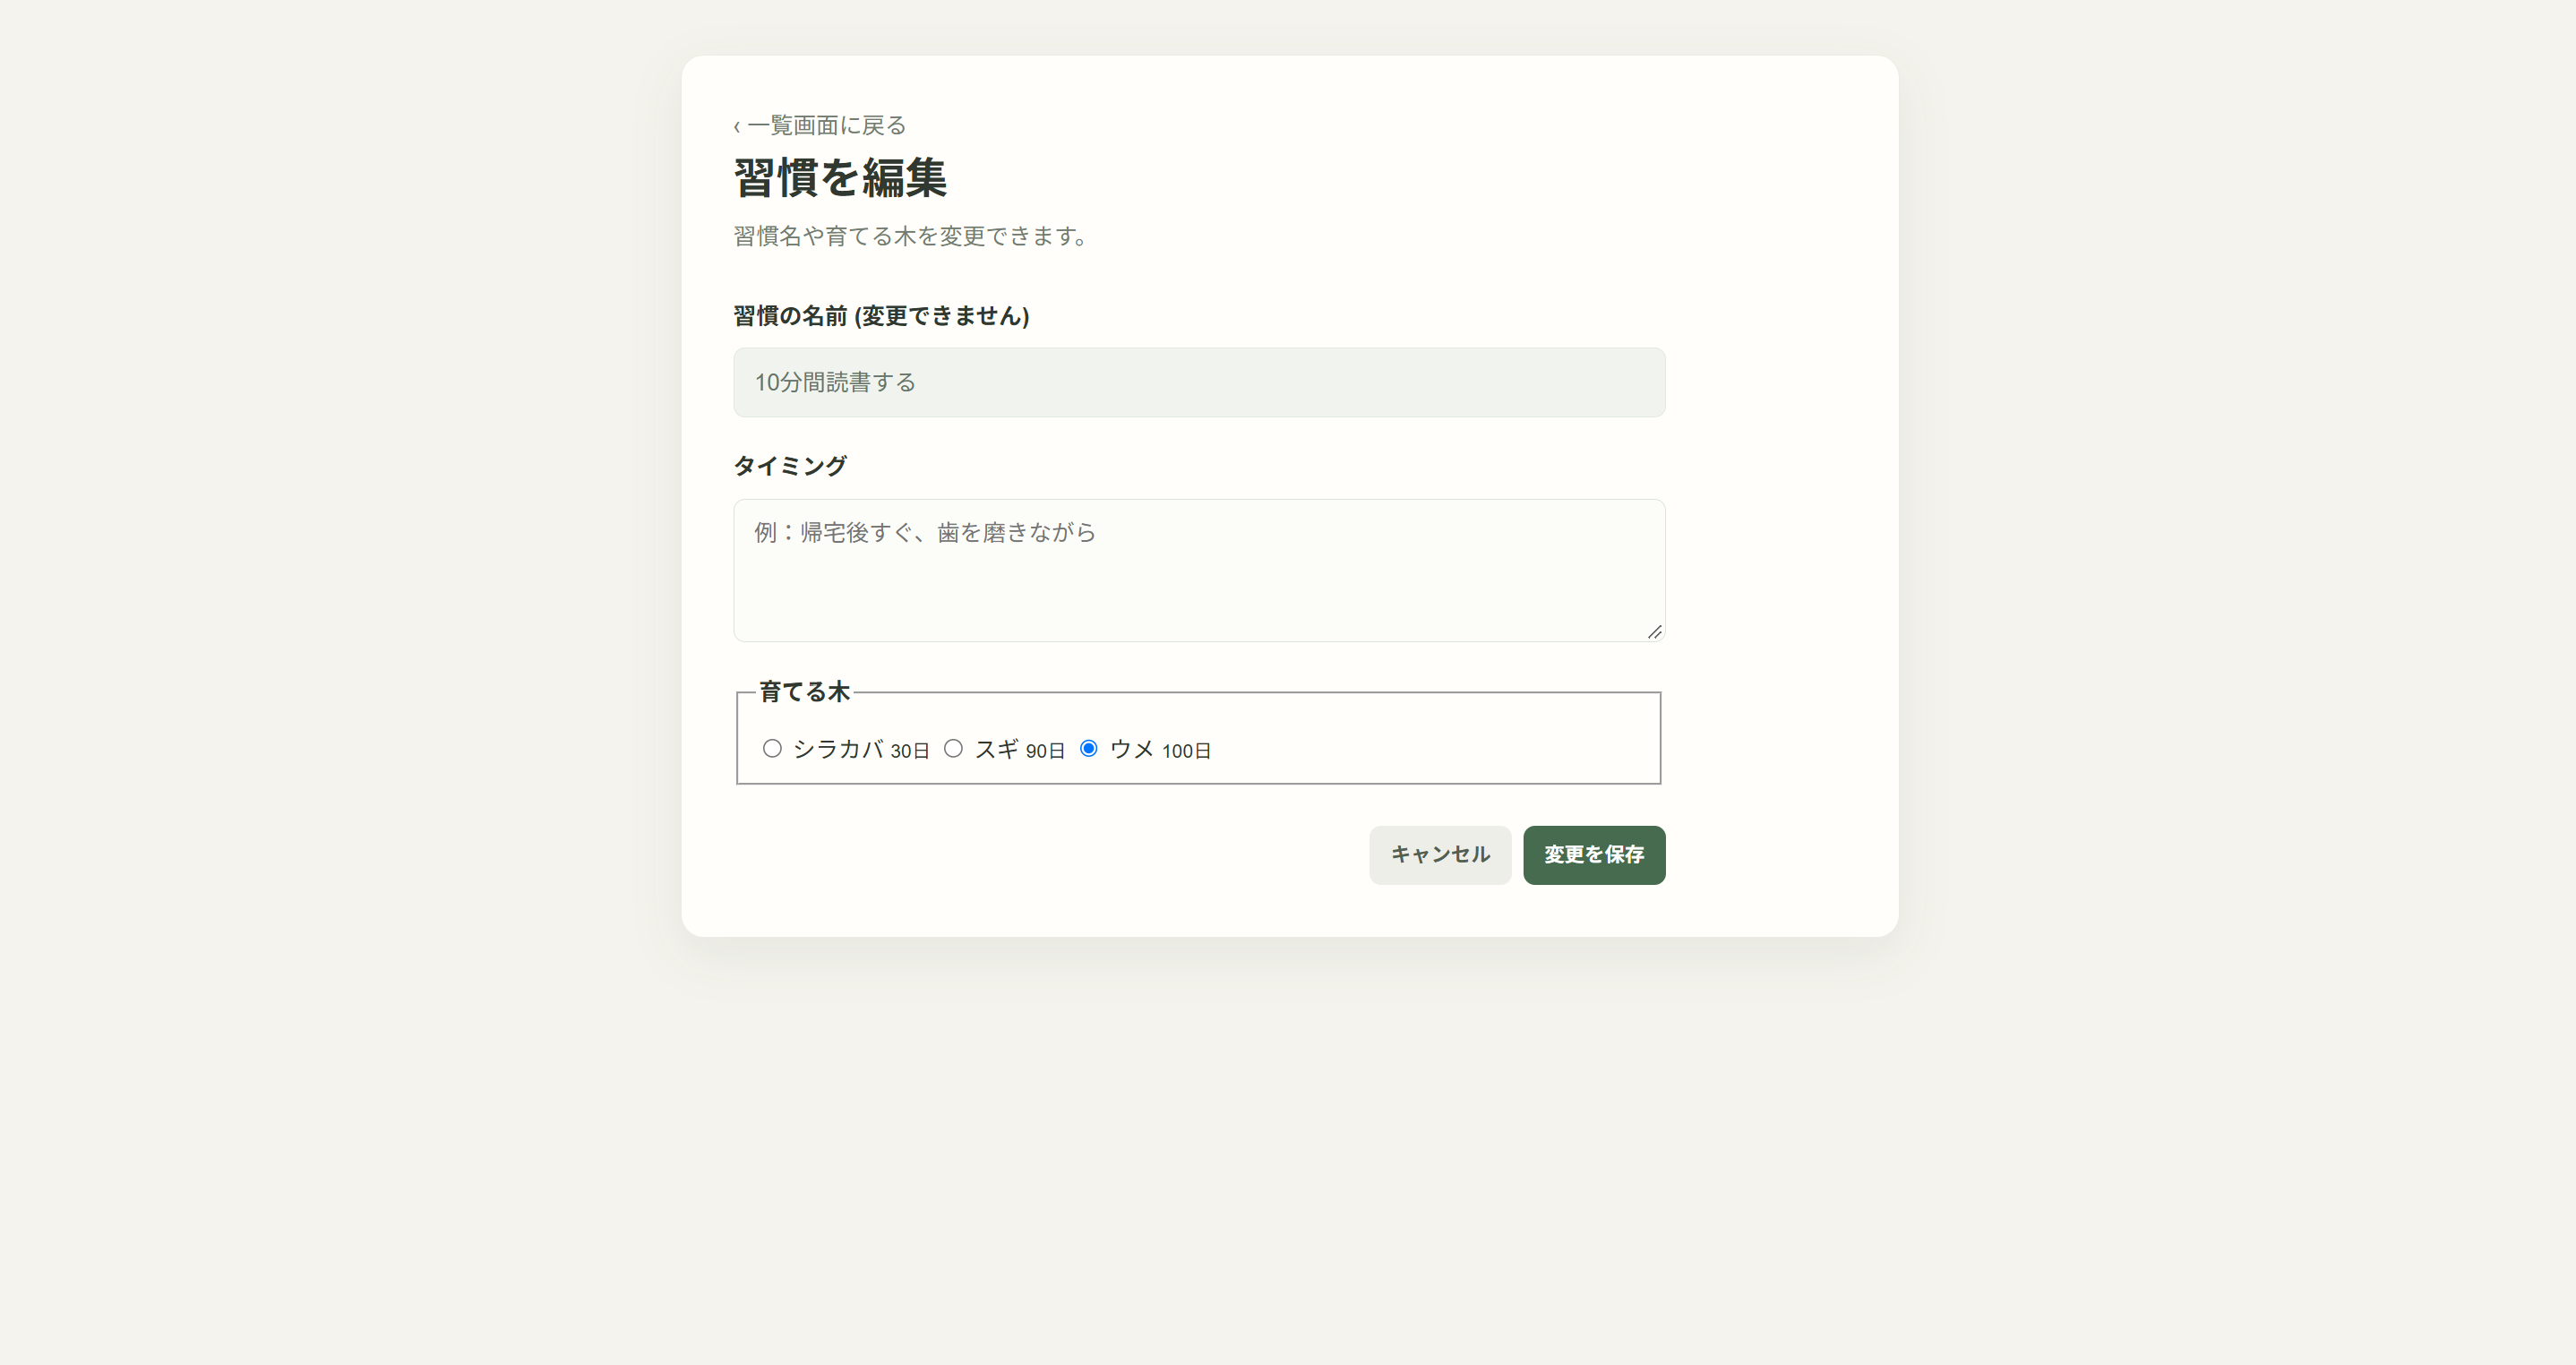 ‹ 一覧画面に戻る
習慣を編集
習慣名や育てる木を変更できます。
習慣の名前 (変更できません)
10分間読書する
タイミング
例：帰宅後すぐ、歯を磨きながら
育てる木
シラカバ 30日 スギ 90日 ウメ 100日
キャンセル 変更を保存